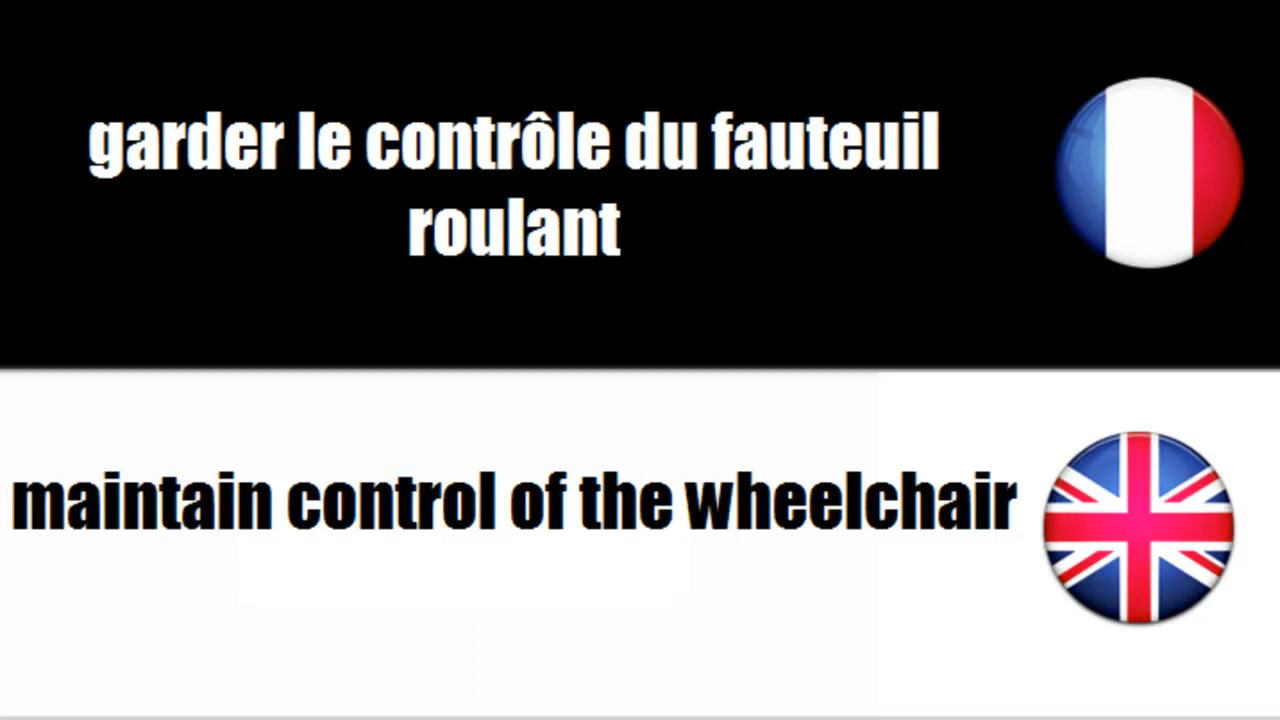 garder le contrôle du fauteuil
roulant
maintain control of the wheelchair